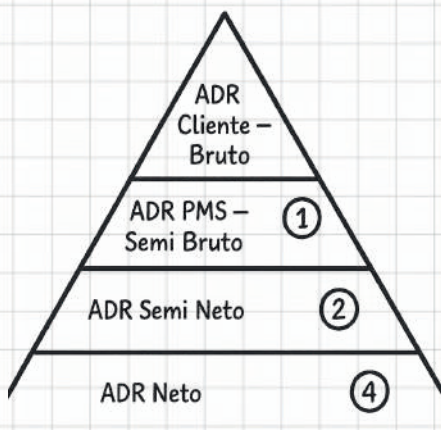 ADR
Cliente –
Bruto
ADR PMS –
Semi Bruto
1
ADR Semi Neto
2
ADR Neto
4